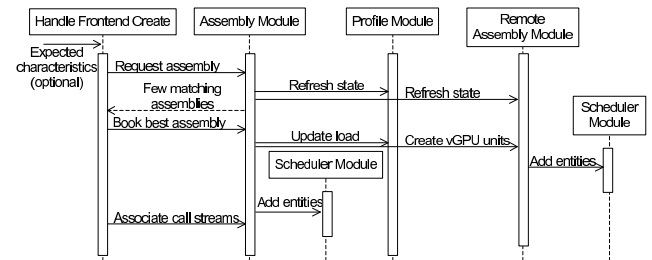 Handle Frontend Create
Assembly Module
Profile Module
Remote
Assembly Module
Expected
characteristics
(optional)
Request assembly
Refresh state
Refresh state
Few matching
assemblies
Book best assembly
Scheduler
Module
Update load
Create vGPU units
Add entities
Scheduler Module
Add entities
Associate call streams